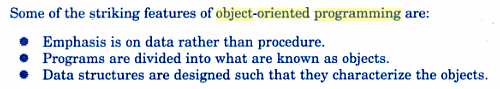 Some of the striking features of object-oriented programming are:
● Emphasis is on data rather than procedure.
● Programs are divided into what are known as objects.
● Data structures are designed such that they characterize the objects.